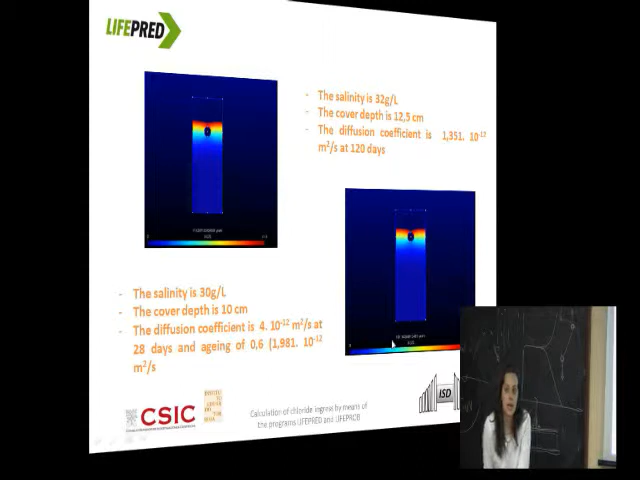 LIFEPRED
- The salinity is 32g/L
- The cover depth is 12,5 cm
- The diffusion coefficient is 1,351. 10⁻¹²
m²/s at 120 days
- The salinity is 30g/L
- The cover depth is 10 cm
- The diffusion coefficient is 4. 10⁻¹² m²/s at
28 days and ageing of 0,6 (1,981. 10⁻¹²
m²/s
CSIC
Calculation of chloride ingress by means of
the programs LIFEPRED and LIFEPROB
ISD